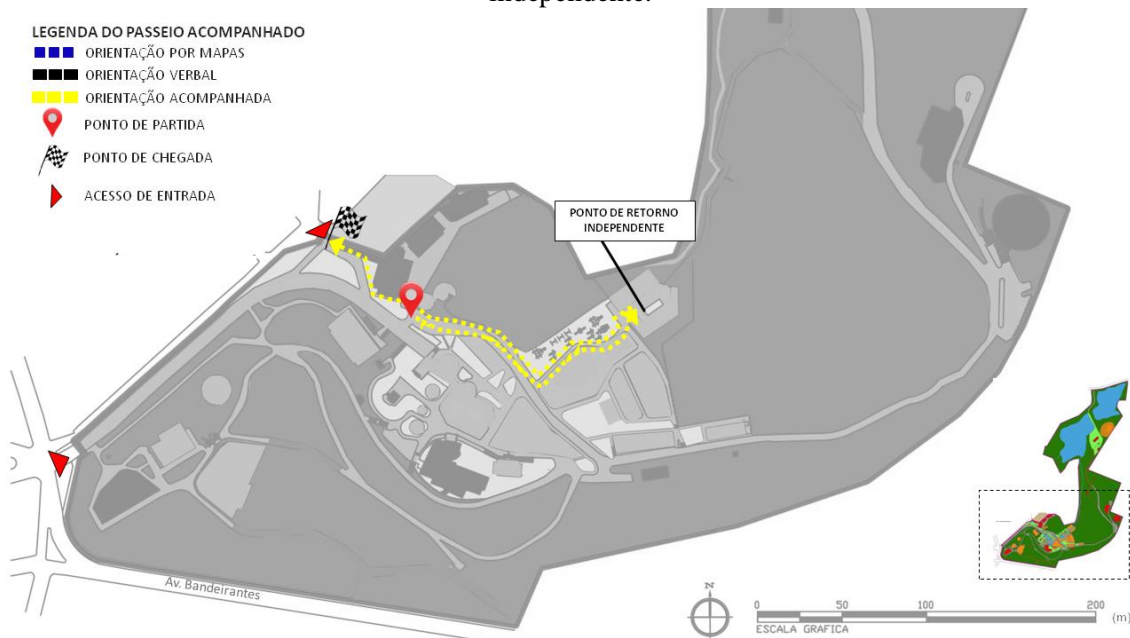 independente.
LEGENDA DO PASSEIO ACOMPANHADO
ORIENTAÇÃO POR MAPAS
ORIENTAÇÃO VERBAL
ORIENTAÇÃO ACOMPANHADA
PONTO DE PARTIDA
PONTO DE CHEGADA
ACESSO DE ENTRADA
PONTO DE RETORNO
INDEPENDENTE
Av. Bandeirantes
N
0 50 100 200 (m)
ESCALA GRAFICA